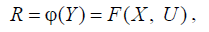 R = φ(Y) = F(X, U),